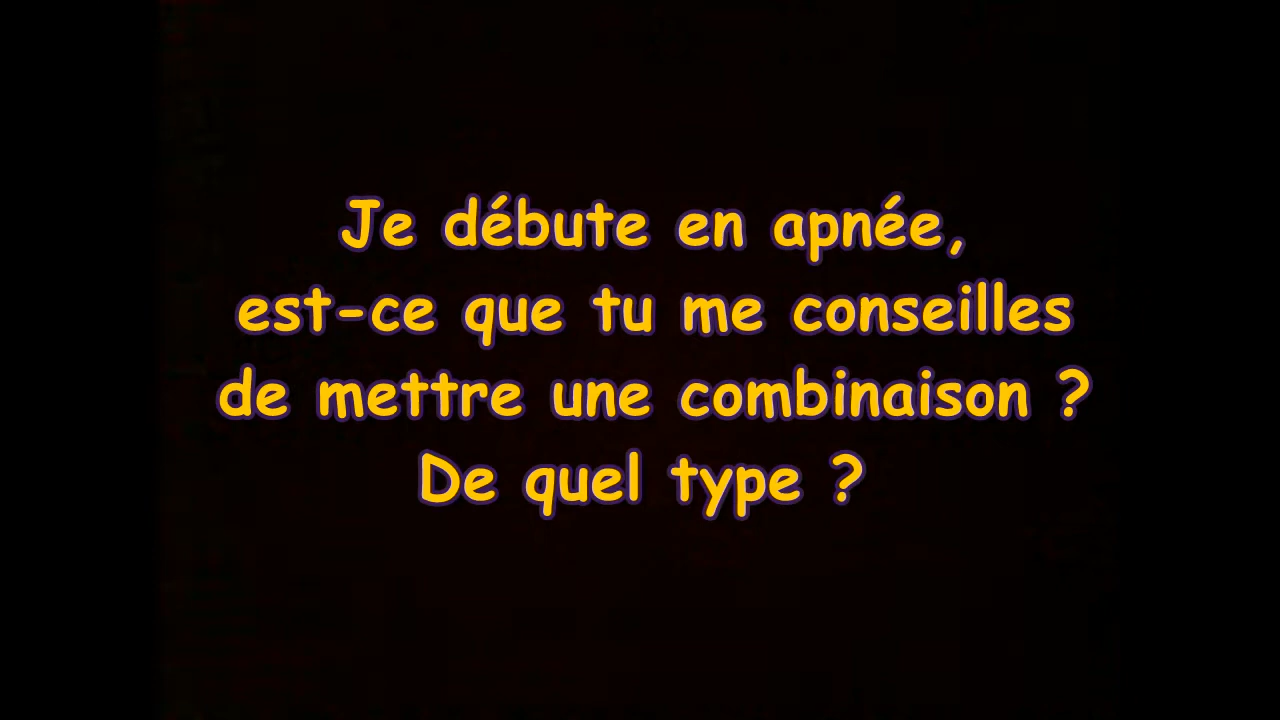 Je débute en apnée,
est-ce que tu me conseilles
de mettre une combinaison ?
De quel type ?